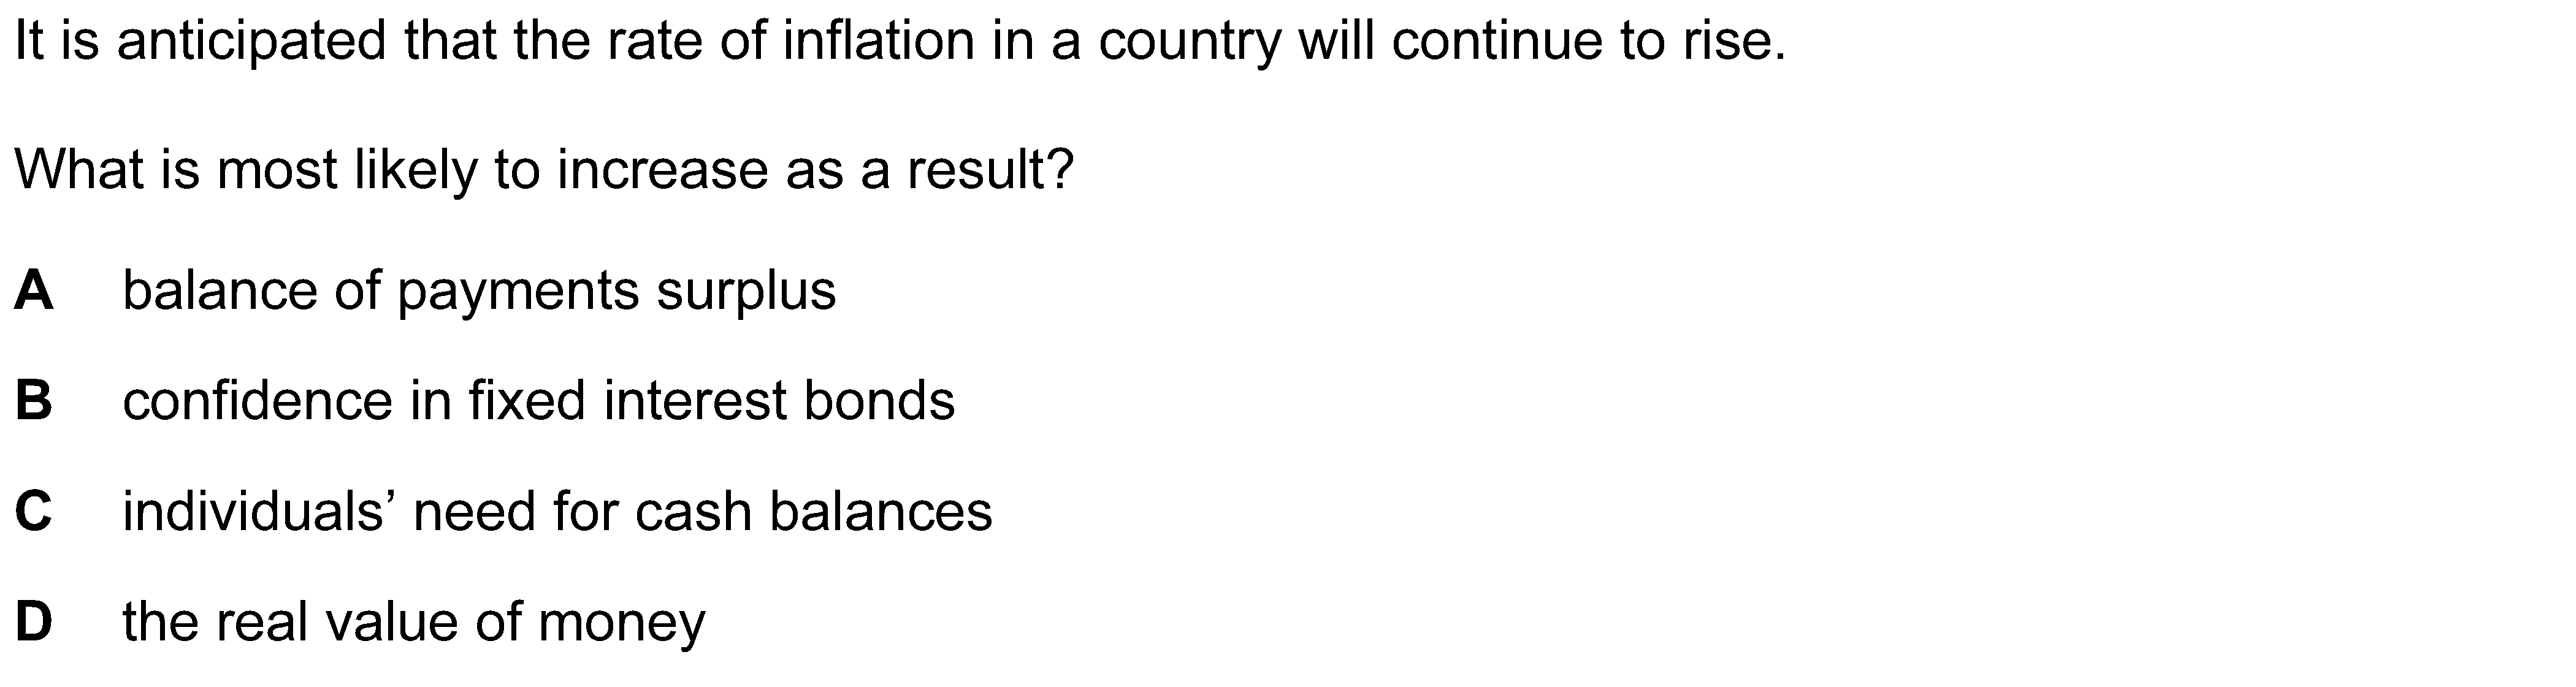 It is anticipated that the rate of inflation in a country will continue to rise.
What is most likely to increase as a result?
A balance of payments surplus
B confidence in fixed interest bonds
C individuals’ need for cash balances
D the real value of money